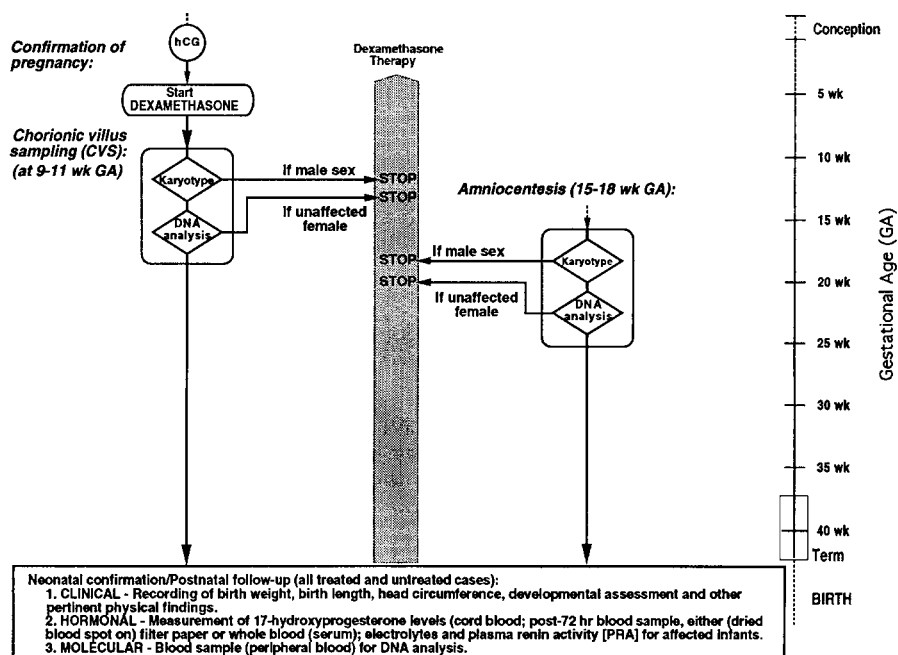 Confirmation of
pregnancy:
hCG
Start
DEXAMETHASONE
Chorionic villus
sampling (CVS):
(at 9-11 wk GA)
Karyotype
DNA
analysis
If male sex
If unaffected
female
Dexamethasone
Therapy
STOP
STOP
STOP
STOP
Amniocentesis (15-18 wk GA):
If male sex
If unaffected
female
Karyotype
DNA
analysis
Conception
5 wk
10 wk
15 wk
20 wk
25 wk
30 wk
35 wk
40 wk
Term
BIRTH
Gestational Age (GA)
Neonatal confirmation/Postnatal follow-up (all treated and untreated cases):
1. CLINICAL - Recording of birth weight, birth length, head circumference, developmental assessment and other
pertinent physical findings.
2. HORMONAL - Measurement of 17-hydroxyprogesterone levels (cord blood; post-72 hr blood sample, either (dried
blood spot on) filter paper or whole blood (serum); electrolytes and plasma renin activity [PRA] for affected infants.
3. MOLECULAR - Blood sample (peripheral blood) for DNA analysis.